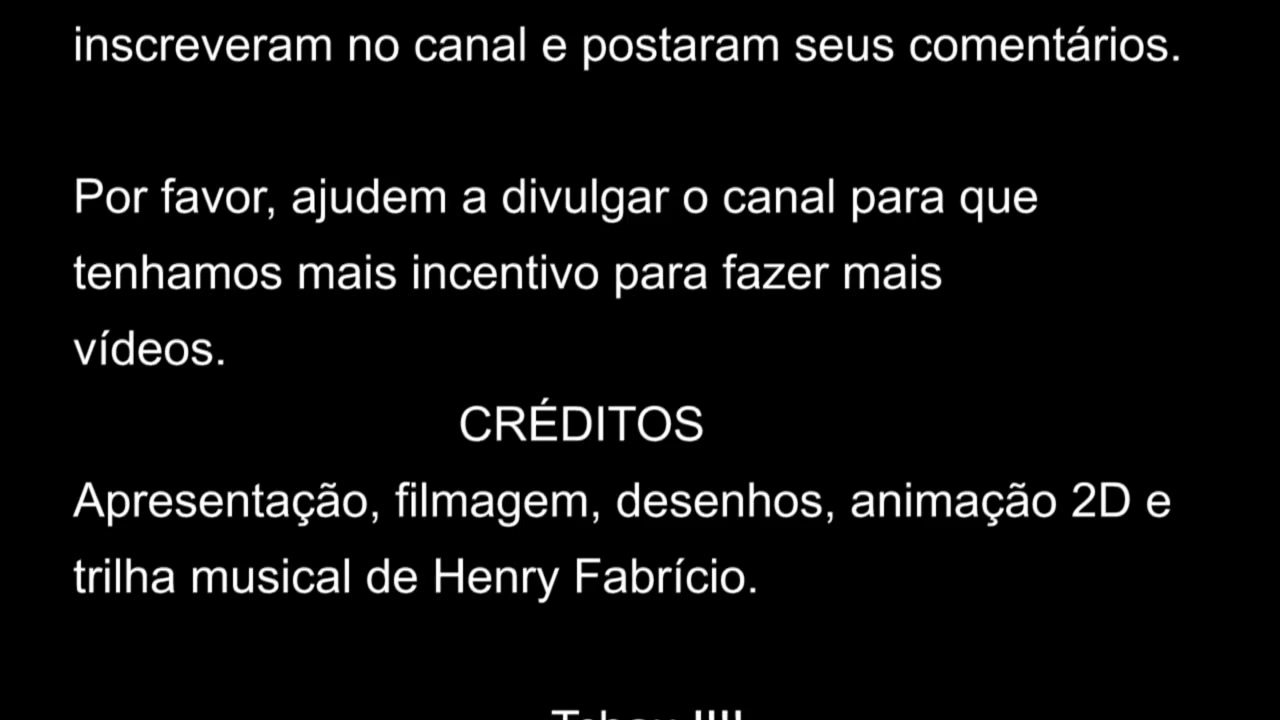 inscreveram no canal e postaram seus comentários.
Por favor, ajudem a divulgar o canal para que
tenhamos mais incentivo para fazer mais
vídeos.
CRÉDITOS
Apresentação, filmagem, desenhos, animação 2D e
trilha musical de Henry Fabrício.